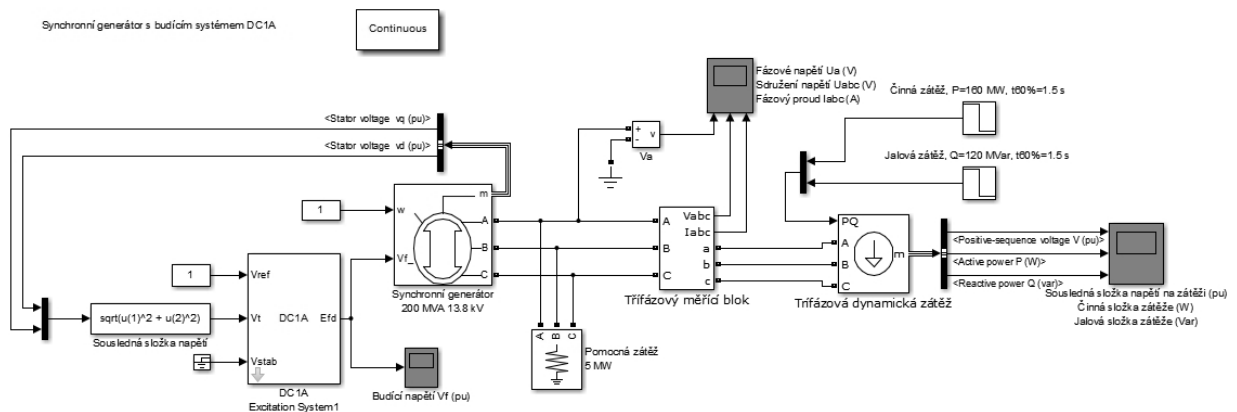 Synchronní generátor s budícím systémem DC1A
Continuous
Fázové napětí Ua (V)
Sdružení napětí Uabc (V)
Fázový proud Iabc (A)
Činná zátěž, P=160 MW, t60%=1.5 s
<Stator voltage vq (pu)>
<Stator voltage vd (pu)>
+
-
v
Va
Jalová zátěž, Q=120 MVar, t60%=1.5 s
1
w
Vf_
m
A
B
C
Synchronní generátor
200 MVA 13.8 kV
A
B
C
Vabc
Iabc
a
b
c
Třífázový měřící blok
PQ
A
B
C
m
Třífázová dynamická zátěž
<Positive-sequence voltage V (pu)>
<Active power P (W)>
<Reactive power Q (var)>
Sousledná složka napětí na zátěži (pu)
Činná složka zátěže (W)
Jalová složka zátěže (Var)
1
sqrt(u(1)^2 + u(2)^2)
Sousledná složka napětí
Vref
Vt
Vstab
DC1A
Efd
DC1A
Excitation System1
Budící napětí Vf (pu)
A
B
C
Pomocná zátěž
5 MW